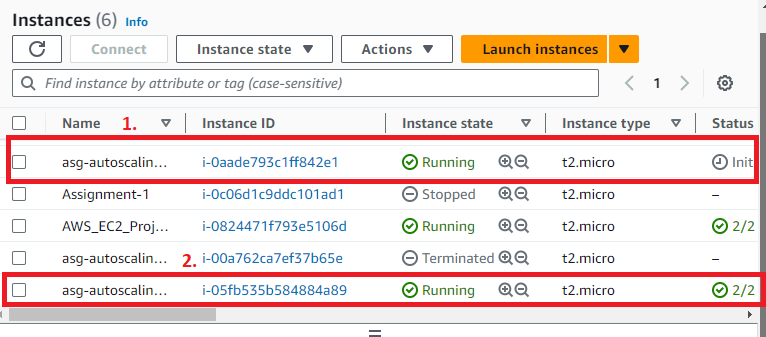 Instances (6) Info
Connect Instance state Actions Launch instances
Find instance by attribute or tag (case-sensitive) 1
Name 1. Instance ID Instance state Instance type Status
asg-autoscalin... i-0aade793c1ff842e1 Running t2.micro Init
Assignment-1 i-0c06d1c9ddc101ad1 Stopped t2.micro –
AWS_EC2_Proj... i-0824471f793e5106d Running t2.micro 2/2
asg-autoscalin... 2. i-00a762ca7ef37b65e Terminated t2.micro –
asg-autoscalin... i-05fb535b584884a89 Running t2.micro 2/2